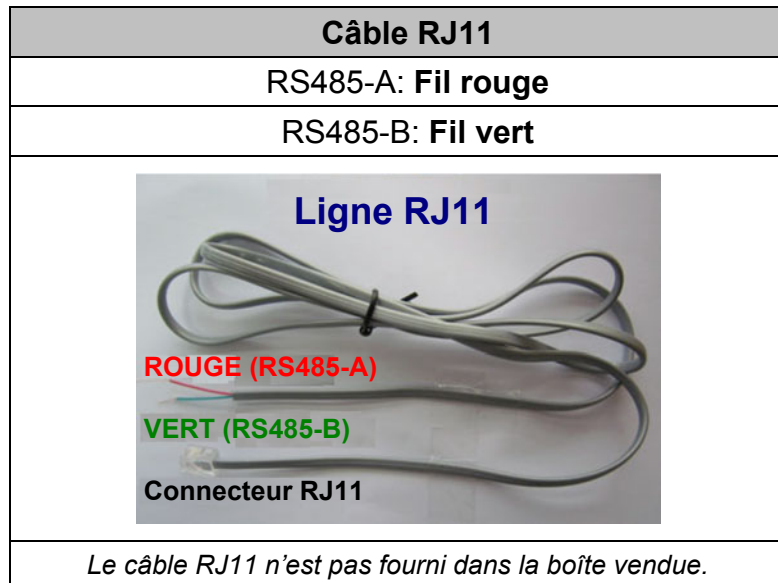 Câble RJ11
RS485-A: Fil rouge
RS485-B: Fil vert
Ligne RJ11
ROUGE (RS485-A)
VERT (RS485-B)
Connecteur RJ11
Le câble RJ11 n’est pas fourni dans la boîte vendue.